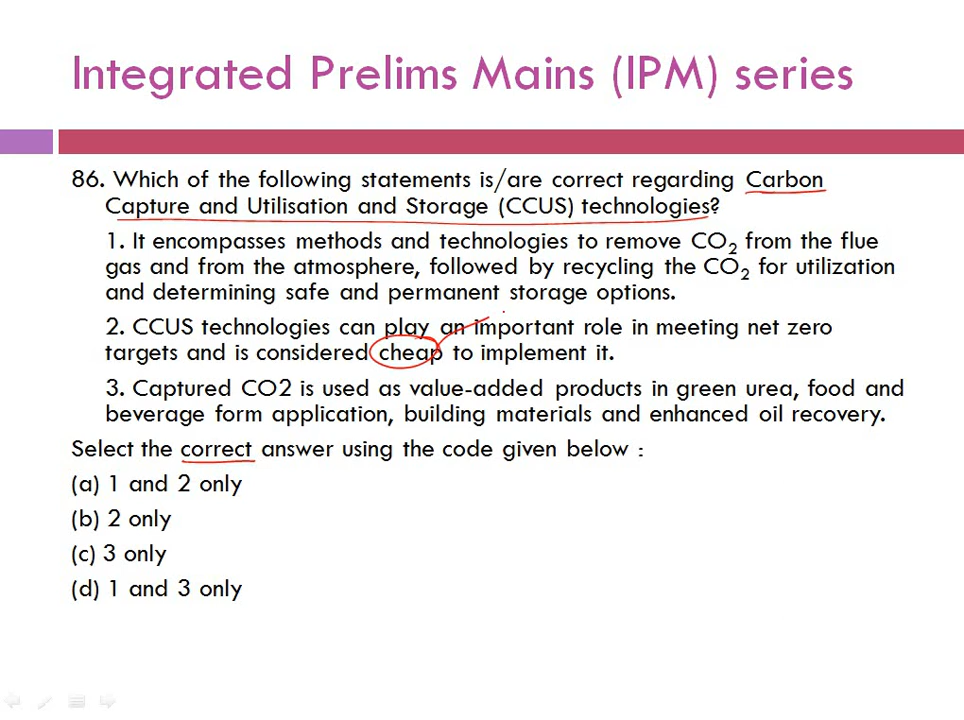 Integrated Prelims Mains (IPM) series
86. Which of the following statements is/are correct regarding Carbon
Capture and Utilisation and Storage (CCUS) technologies?
1. It encompasses methods and technologies to remove CO₂ from the flue
gas and from the atmosphere, followed by recycling the CO₂ for utilization
and determining safe and permanent storage options.
2. CCUS technologies can play an important role in meeting net zero
targets and is considered cheap to implement it.
3. Captured CO2 is used as value-added products in green urea, food and
beverage form application, building materials and enhanced oil recovery.
Select the correct answer using the code given below :
(a) 1 and 2 only
(b) 2 only
(c) 3 only
(d) 1 and 3 only